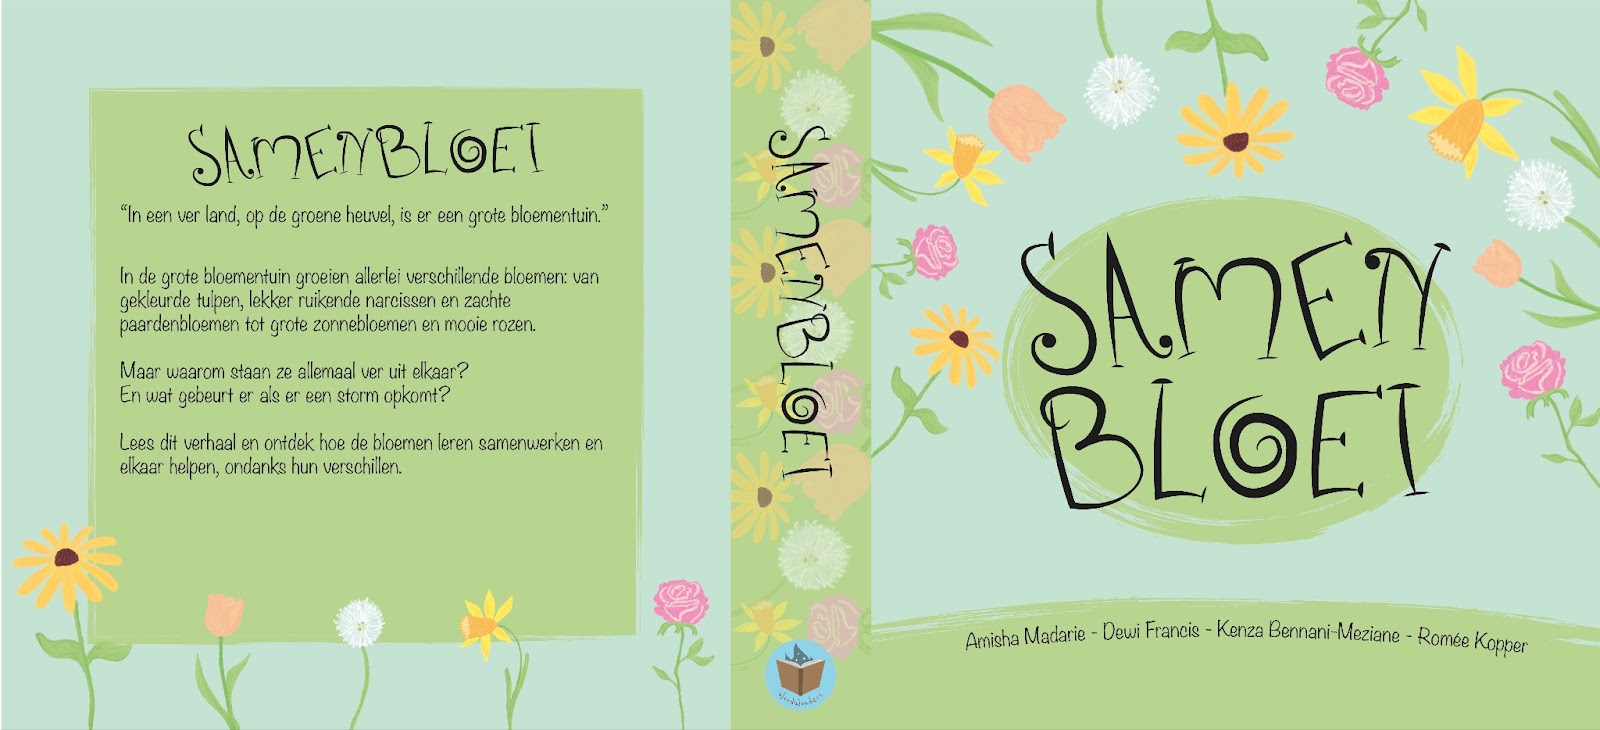 SAMENBLOEI
“In een ver land, op de groene heuvel, is er een grote bloementuin.”
In de grote bloementuin groeien allerlei verschillende bloemen: van
gekleurde tulpen, lekker ruikende narcissen en zachte
paardenbloemen tot grote zonnebloemen en mooie rozen.
Maar waarom staan ze allemaal ver uit elkaar?
En wat gebeurt er als er een storm opkomt?
Lees dit verhaal en ontdek hoe de bloemen leren samenwerken en
elkaar helpen, ondanks hun verschillen.
SAMENBLOEI
SAMEN
BLOEI
Amisha Madarie - Dewi Francis - Kenza Bennani-Meziane - Romée Kopper